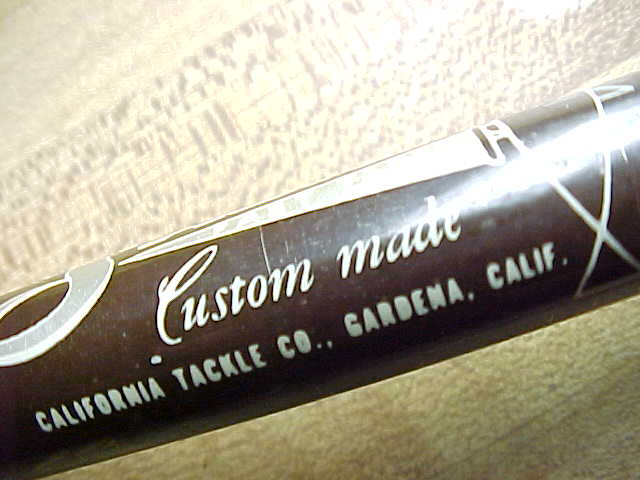 Custom made
CALIFORNIA TACKLE CO., GARDENA, CALIF.